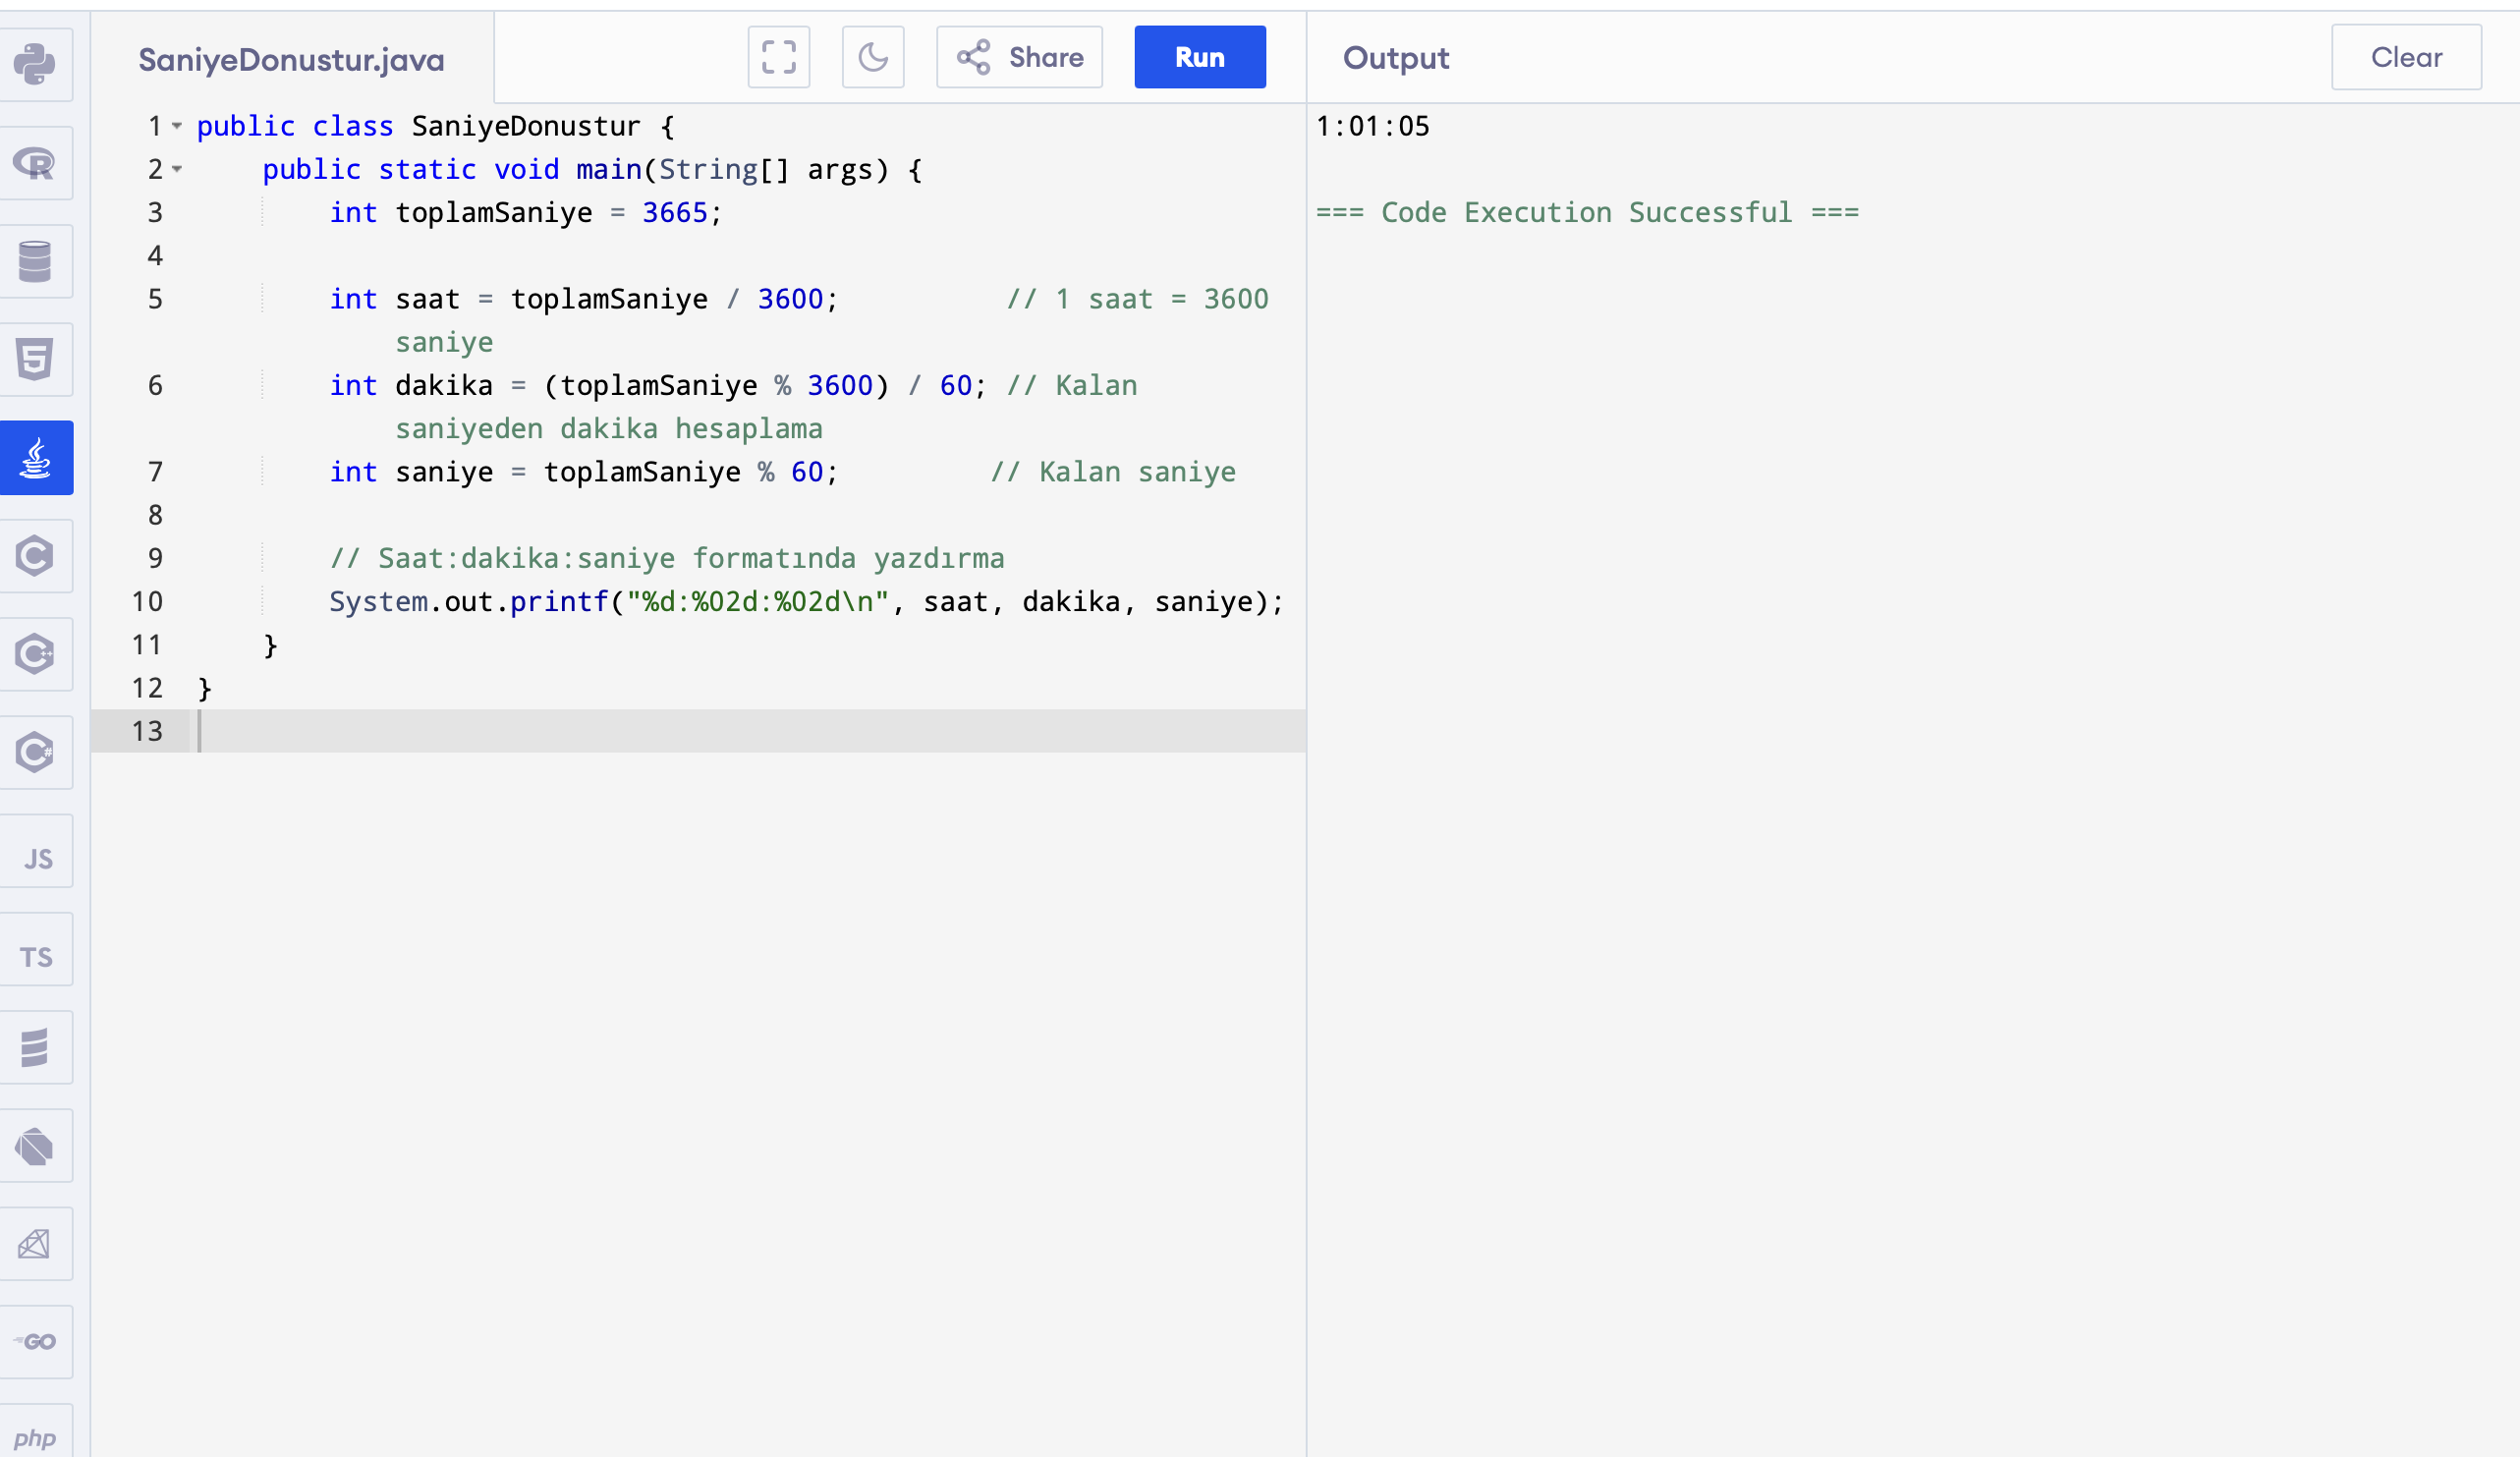 SaniyeDonustur.java
Share
Run
Output
Clear
1 public class SaniyeDonustur {
2     public static void main(String[] args) {
3         int toplamSaniye = 3665;
4
5         int saat = toplamSaniye / 3600;          // 1 saat = 3600
            saniye
6         int dakika = (toplamSaniye % 3600) / 60; // Kalan
            saniyeden dakika hesaplama
7         int saniye = toplamSaniye % 60;         // Kalan saniye
8
9         // Saat:dakika:saniye formatında yazdırma
10        System.out.printf("%d:%02d:%02d\n", saat, dakika, saniye);
11    }
12 }
13
1:01:05
=== Code Execution Successful ===
R
5
C
C++
C#
JS
TS
GO
php